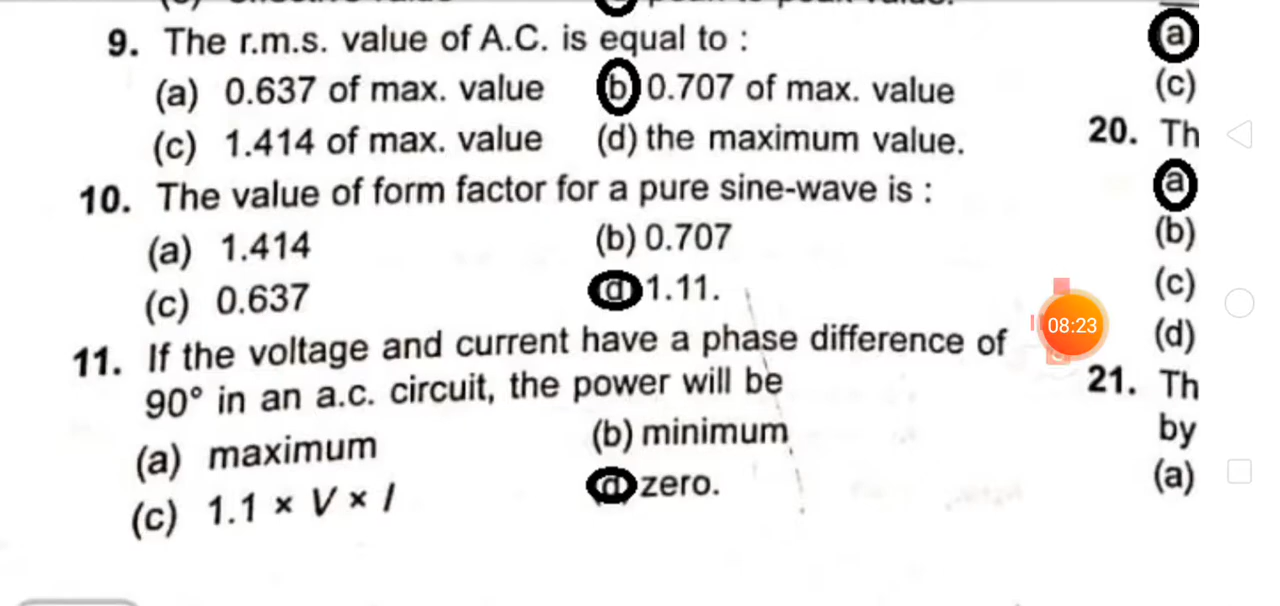 9. The r.m.s. value of A.C. is equal to :
(a) 0.637 of max. value (b) 0.707 of max. value
(c) 1.414 of max. value (d) the maximum value.
10. The value of form factor for a pure sine-wave is :
(a) 1.414 (b) 0.707
(c) 0.637 (d) 1.11.
11. If the voltage and current have a phase difference of
90° in an a.c. circuit, the power will be
(a) maximum (b) minimum
(c) 1.1 × V × I (d) zero.
(a)
(c)
20. Th
(a)
(b)
(c)
(d)
21. Th
by
(a)
08:23